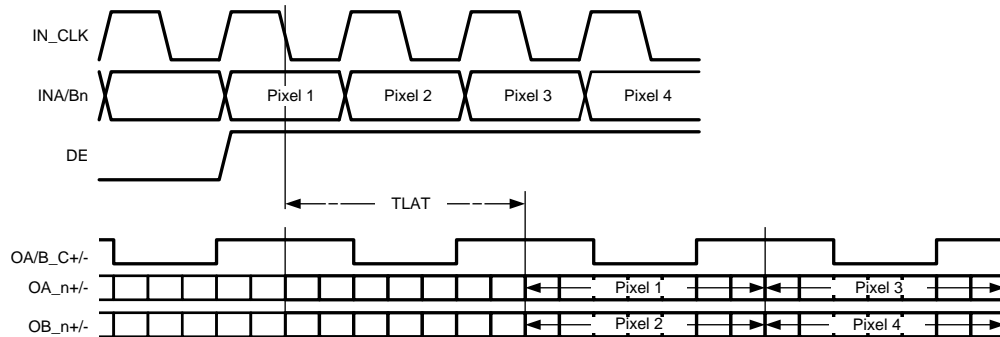 IN_CLK
INA/Bn Pixel 1 Pixel 2 Pixel 3 Pixel 4
DE
TLAT
OA/B_C+/-
OA_n+/- Pixel 1 Pixel 3
OB_n+/- Pixel 2 Pixel 4